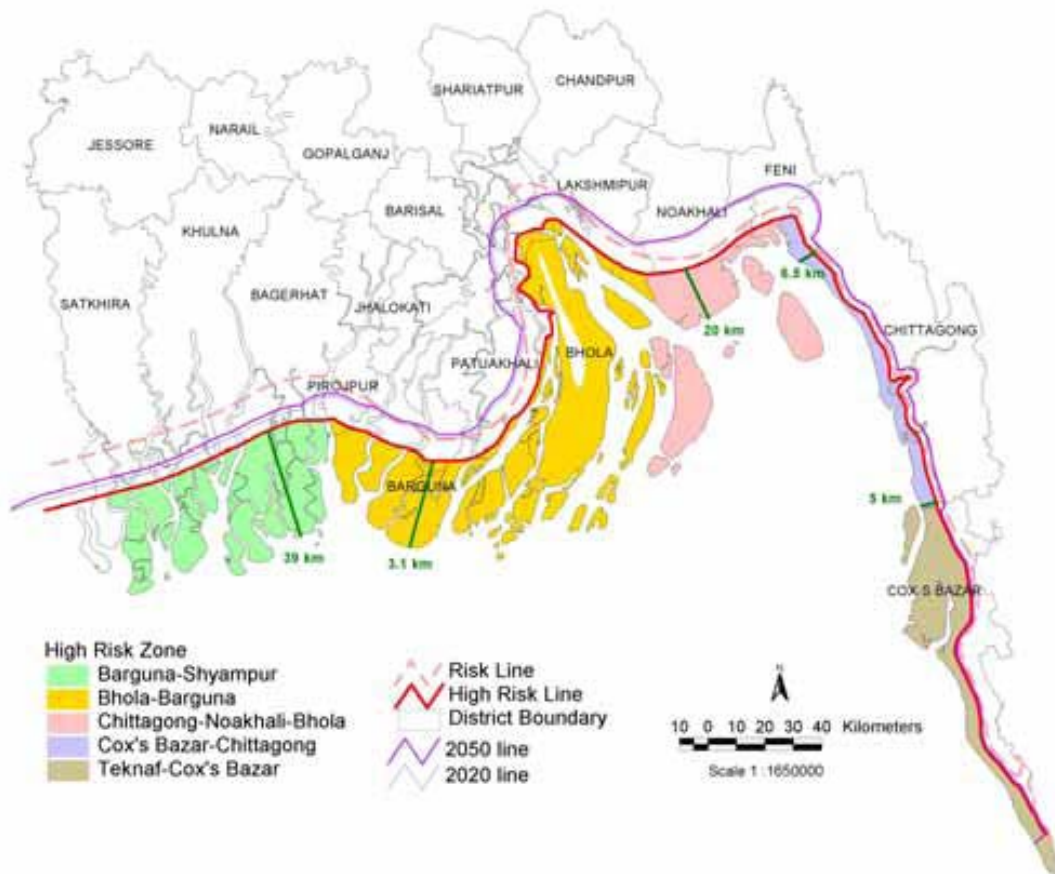 CHANDPUR
SHARIATPUR
NARAIL
JESSORE
GOPALGANJ
FENI
LAKSHMIPUR
BARISAL
NOAKHALI
KHULNA
BAGERHAT
6.5 km
SATKHIRA
JHALOKATI
20 km
CHITTAGONG
BHOLA
PATUAKHALI
PIROJPUR
BARGUNA
5 km
39 km
3.1 km
COX S BAZAR
High Risk Zone
Barguna-Shyampur
Bhola-Barguna
Chittagong-Noakhali-Bhola
Cox's Bazar-Chittagong
Teknaf-Cox's Bazar
Risk Line
High Risk Line
District Boundary
2050 line
2020 line
N
10 0 10 20 30 40 Kilometers
Scale 1 :1650000